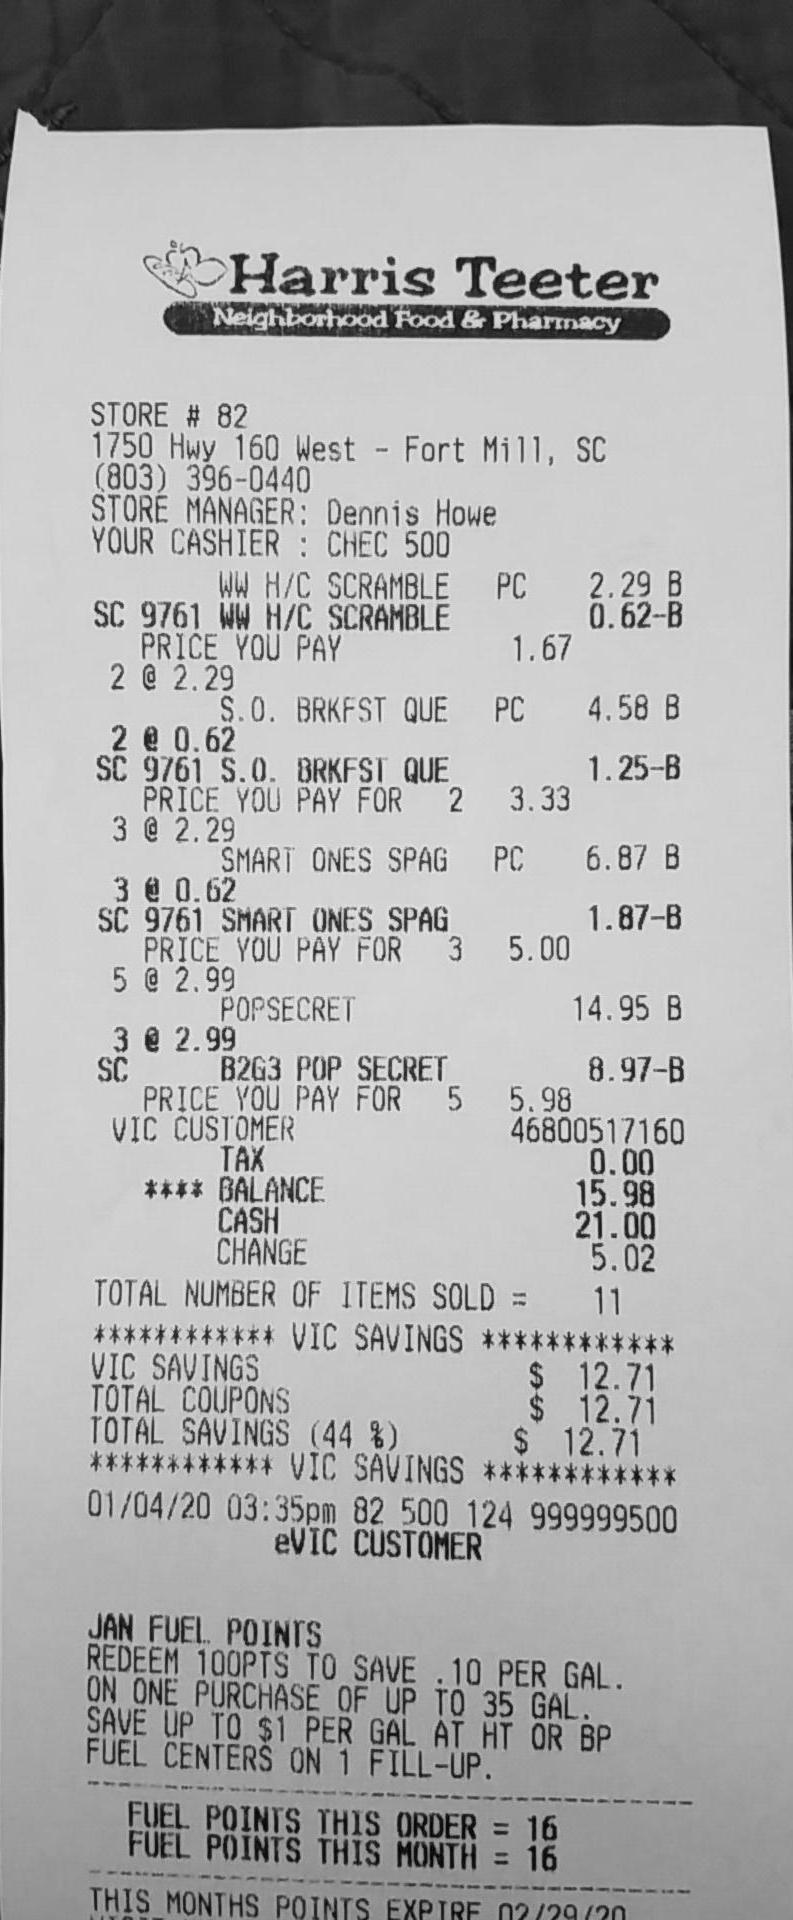 Harris Teeter
Neighborhood Food & Pharmacy
STORE # 82
1750 Hwy 160 West - Fort Mill, SC
(803) 396-0440
STORE MANAGER: Dennis Howe
YOUR CASHIER : CHEC 500
WW H/C SCRAMBLE PC 2.29 B
SC 9761 WW H/C SCRAMBLE 0.62-B
PRICE YOU PAY 1.67
2 @ 2.29
S.O. BRKFST QUE PC 4.58 B
2 @ 0.62
SC 9761 S.O. BRKFST QUE 1.25-B
PRICE YOU PAY FOR 2 3.33
3 @ 2.29
SMART ONES SPAG PC 6.87 B
3 @ 0.62
SC 9761 SMART ONES SPAG 1.87-B
PRICE YOU PAY FOR 3 5.00
5 @ 2.99
POPSECRET 14.95 B
3 @ 2.99
SC B2G3 POP SECRET 8.97-B
PRICE YOU PAY FOR 5 5.98
VIC CUSTOMER 46800517160
TAX 0.00
**** BALANCE 15.98
CASH 21.00
CHANGE 5.02
TOTAL NUMBER OF ITEMS SOLD = 11
************ VIC SAVINGS ************
VIC SAVINGS $ 12.71
TOTAL COUPONS $ 12.71
TOTAL SAVINGS (44 %) $ 12.71
************ VIC SAVINGS ************
01/04/20 03:35pm 82 500 124 999999500
eVIC CUSTOMER
JAN FUEL POINTS
REDEEM 100PTS TO SAVE .10 PER GAL.
ON ONE PURCHASE OF UP TO 35 GAL.
SAVE UP TO $1 PER GAL AT HT OR BP
FUEL CENTERS ON 1 FILL-UP.
FUEL POINTS THIS ORDER = 16
FUEL POINTS THIS MONTH = 16
THIS MONTHS POINTS EXPIRE 02/29/20